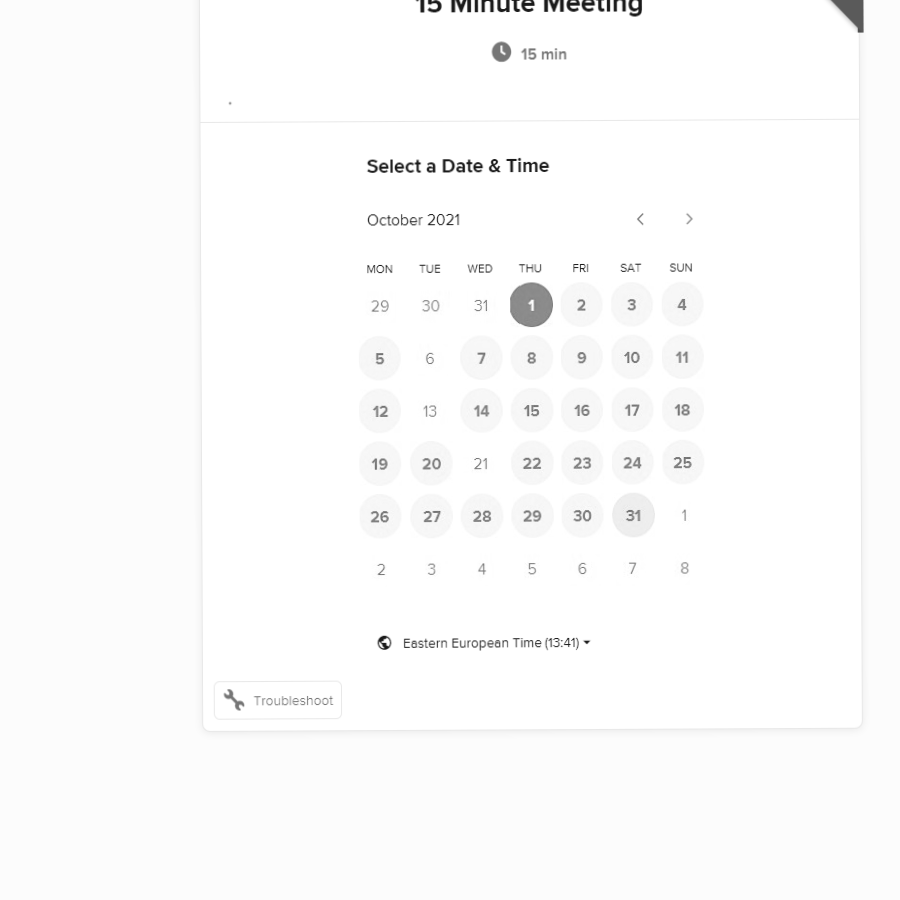 15 Minute Meeting
15 min
.
Select a Date & Time
October 2021
MON TUE WED THU FRI SAT SUN
29 30 31 1 2 3 4
5 6 7 8 9 10 11
12 13 14 15 16 17 18
19 20 21 22 23 24 25
26 27 28 29 30 31 1
2 3 4 5 6 7 8
Eastern European Time (13:41)
Troubleshoot